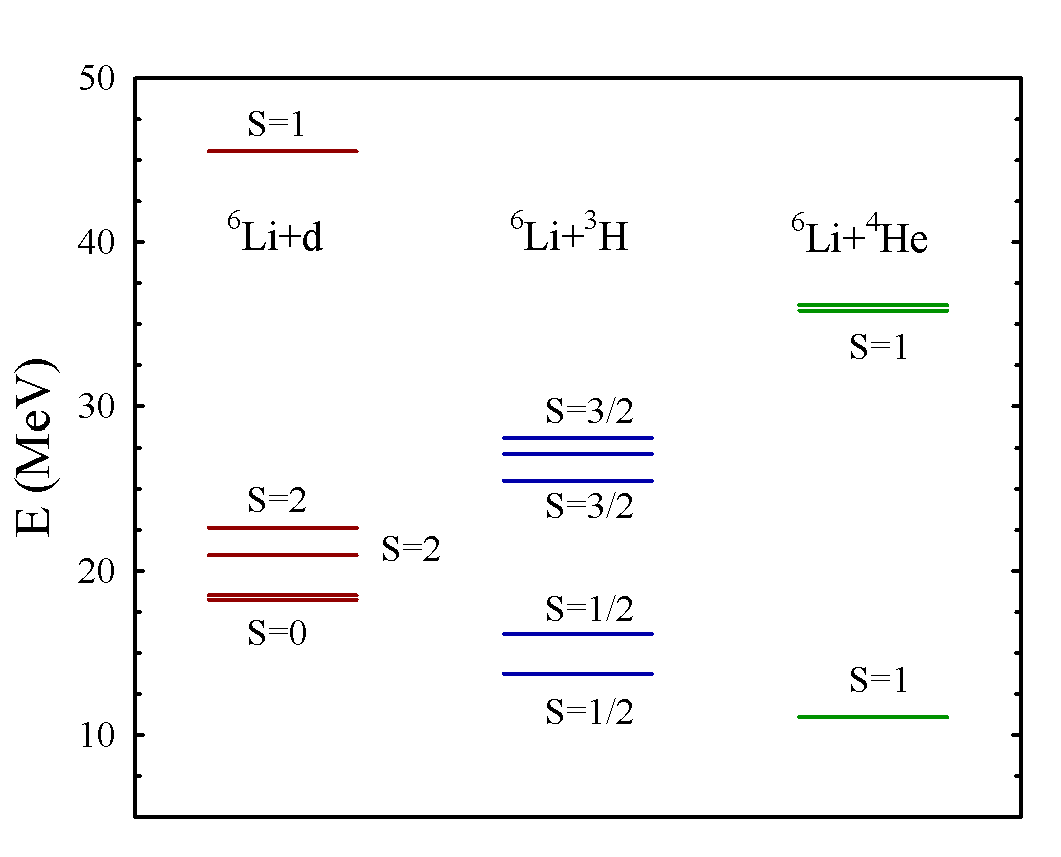 50
S=1
⁶Li+d
⁶Li+³H
⁶Li+⁴He
40
S=1
E (MeV)
30
S=3/2
S=3/2
S=2
S=2
20
S=0
S=1/2
S=1/2
S=1
10